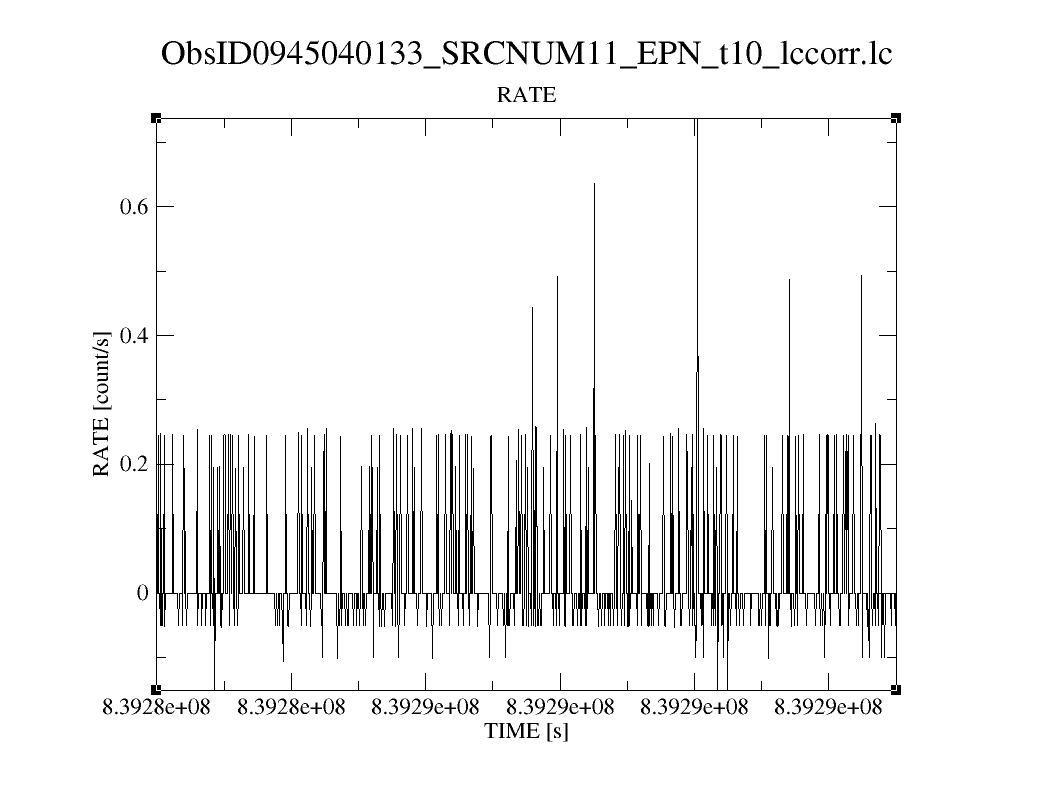 ObsID0945040133_SRCNUM11_EPN_t10_lccorr.lc
RATE
0.6
0.4
0.2
0
RATE [count/s]
8.3928e+08 8.3928e+08 8.3929e+08 8.3929e+08 8.3929e+08 8.3929e+08
TIME [s]